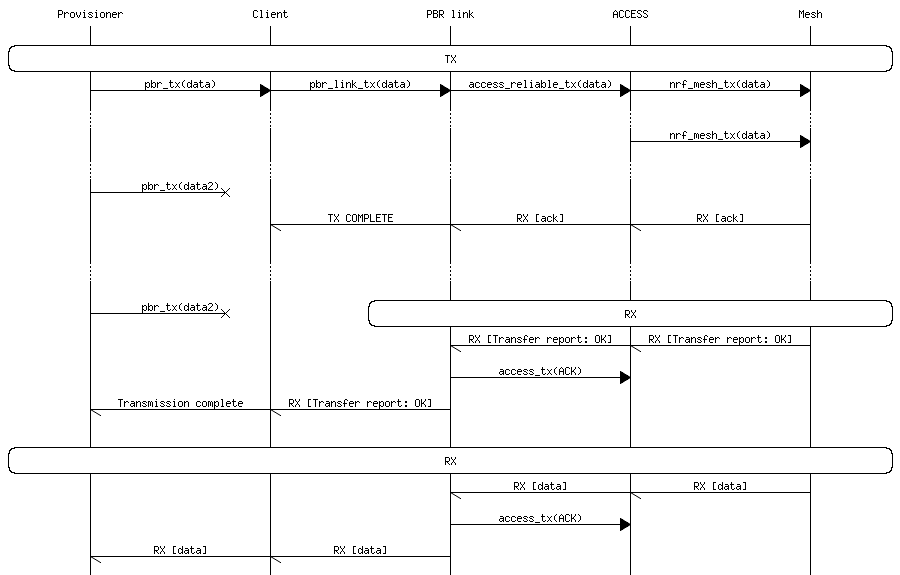 Provisioner Client PBR link ACCESS Mesh
TX
pbr_tx(data) pbr_link_tx(data) access_reliable_tx(data) nrf_mesh_tx(data)
nrf_mesh_tx(data)
pbr_tx(data2)
TX COMPLETE RX [ack] RX [ack]
pbr_tx(data2)
RX
RX [Transfer report: OK] RX [Transfer report: OK]
access_tx(ACK)
Transmission complete RX [Transfer report: OK]
RX
RX [data] RX [data]
access_tx(ACK)
RX [data] RX [data]